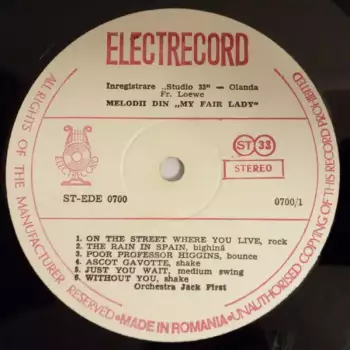 ELECTRECORD
Inregistrare „Studio 33" — Olanda
Fr. Loewe
MELODII DIN „MY FAIR LADY"
ST 33
STEREO
ST-EDE 0700
0700/1
1. ON THE STREET WHERE YOU LIVE, rock
2. THE RAIN IN SPAIN, bighină
3. POOR PROFESSOR HIGGINS, bounce
4. ASCOT GAVOTTE, shake
5. JUST YOU WAIT, medium swing
6. WITHOUT YOU, shake
Orchestra Jack First
ALL RIGHTS OF THE MANUFACTURER RESERVED • MADE IN ROMANIA • UNAUTHORISED COPYING OF THIS RECORD PROHIBITED